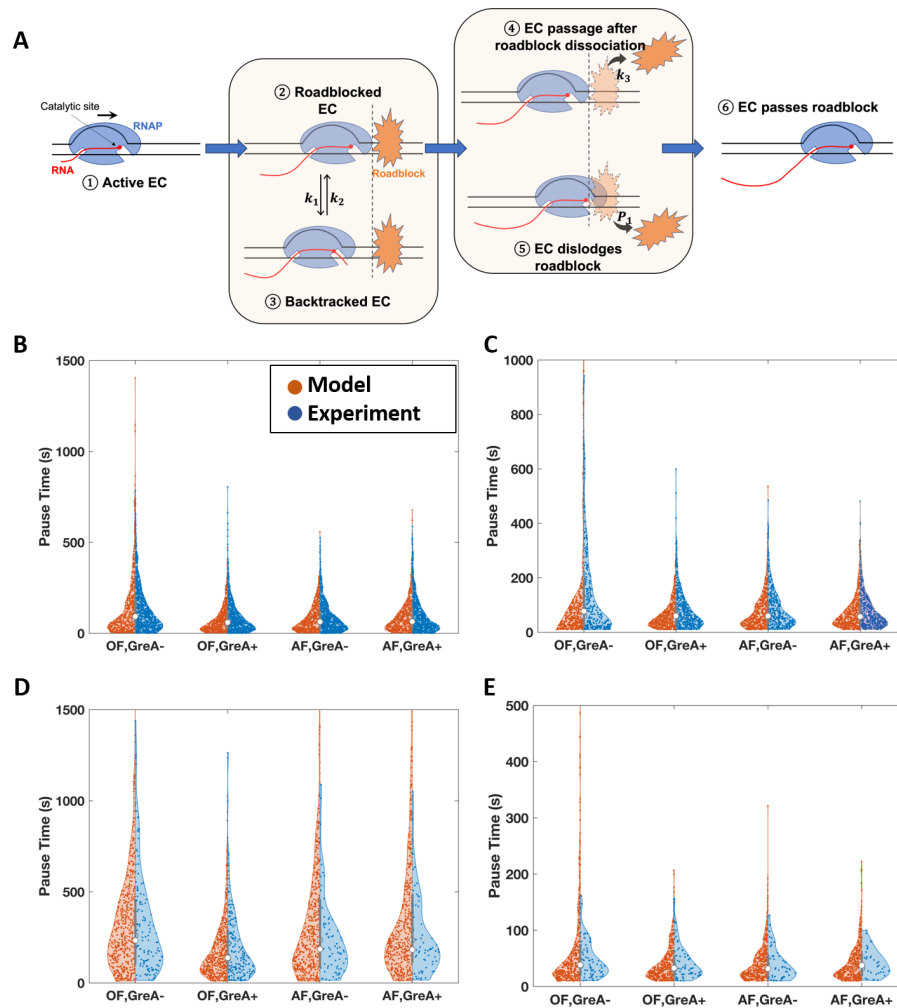 A
Catalytic site
RNAP
RNA
① Active EC
② Roadblocked
EC
Roadblock
k₁
k₂
③ Backtracked EC
④ EC passage after
roadblock dissociation
k₃
P₁
⑤ EC dislodges
roadblock
⑥ EC passes roadblock
B
1500
1000
500
0
Pause Time (s)
OF,GreA-
OF,GreA+
AF,GreA-
AF,GreA+
Model
Experiment
C
1000
800
600
400
200
0
Pause Time (s)
OF,GreA-
OF,GreA+
AF,GreA-
AF,GreA+
D
1500
1000
500
0
Pause Time (s)
OF,GreA-
OF,GreA+
AF,GreA-
AF,GreA+
E
500
400
300
200
100
50
0
Pause Time (s)
OF,GreA-
OF,GreA+
AF,GreA-
AF,GreA+